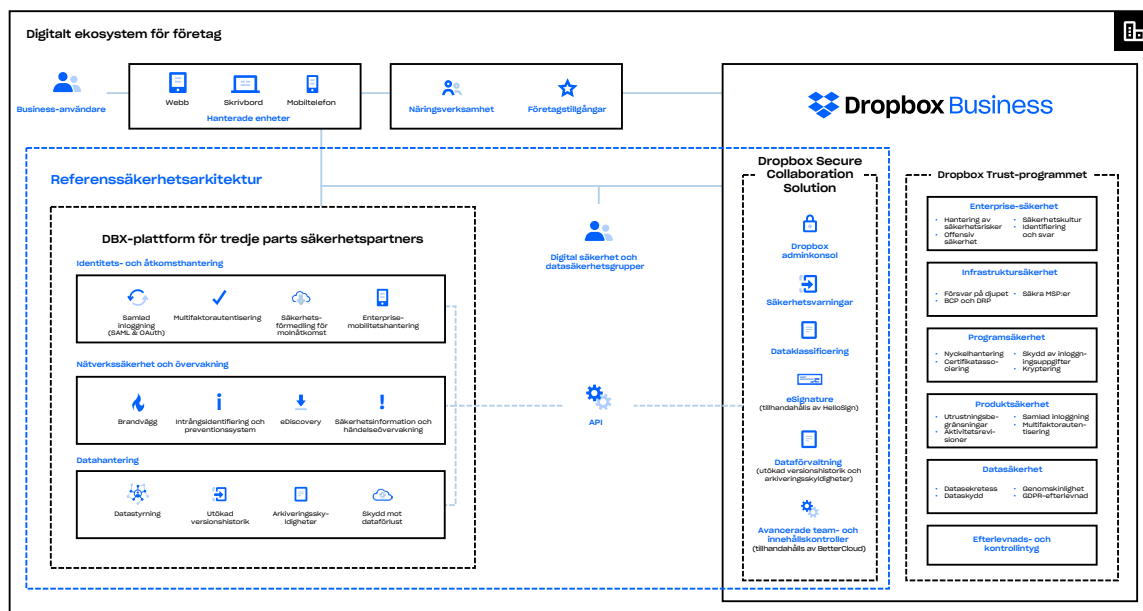 Digitalt ekosystem för företag
Business-användare
Webb
Skrivbord
Mobiltelefon
Hanterade enheter
Näringsverksamhet
Företagstillgångar
Dropbox Business
Referenssäkerhetsarkitektur
DBX-plattform för tredje parts säkerhetspartners
Identitets- och åtkomsthantering
Samlad
inloggning
(SAML & OAuth)
Multifaktorautentisering
Säkerhets-
förmedling för
molnåtkomst
Enterprise-
mobilitetshantering
Nätverkssäkerhet och övervakning
Brandvägg
Intrångsidentifiering och
preventionssystem
eDiscovery
Säkerhetsinformation och
händelseövervakning
Datahantering
Datastyrning
Utökad
versionshistorik
Arkiveringssky-
ldigheter
Skydd mot
dataförlust
Digital säkerhet och
datasäkerhetsgrupper
API
Dropbox Secure
Collaboration
Solution
Dropbox
adminkonsol
Säkerhetsvarningar
Dataklassificering
eSignature
(tillhandahålls av HelloSign)
Dataförvaltning
(utökad versionshistorik och
arkiveringsskyldigheter)
Avancerade team- och
innehållskontroller
(tillhandahålls av BetterCloud)
Dropbox Trust-programmet
Enterprise-säkerhet
• Hantering av
säkerhetsrisker
• Offensiv
säkerhet
• Säkerhetskultur
• Identifiering
och svar
Infrastruktursäkerhet
• Försvar på djupet
• BCP och DRP
• Säkra MSP:er
Programsäkerhet
• Nyckelhantering
• Certifikatasso-
ciering
• Skydd av inloggn-
ingsuppgifter
• Kryptering
Produktsäkerhet
• Utrustningsbe-
gränsningar
• Aktivitetsrevi-
sioner
• Samlad inloggning
• Multifaktorauten-
tisering
Datasäkerhet
• Datasekretess
• Dataskydd
• Genomskinlighet
• GDPR-efterlevnad
Efterlevnads- och
kontrollintyg